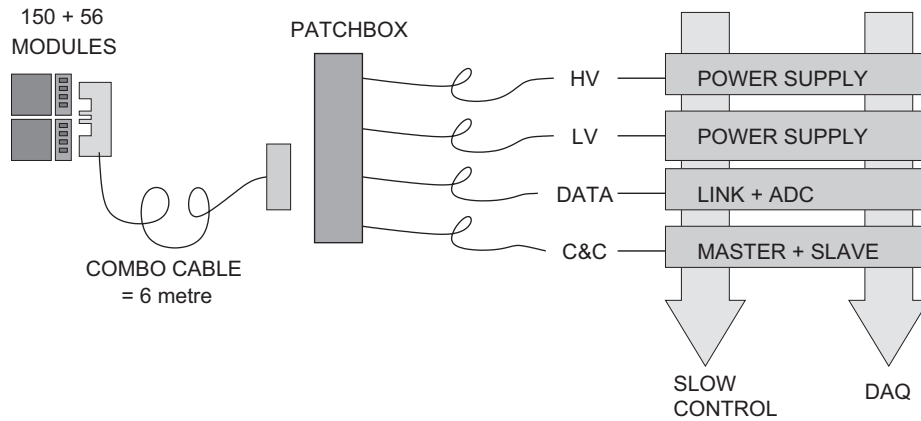 150 + 56
MODULES
PATCHBOX
COMBO CABLE
= 6 metre
HV
POWER SUPPLY
LV
POWER SUPPLY
DATA
LINK + ADC
C&C
MASTER + SLAVE
SLOW
CONTROL
DAQ